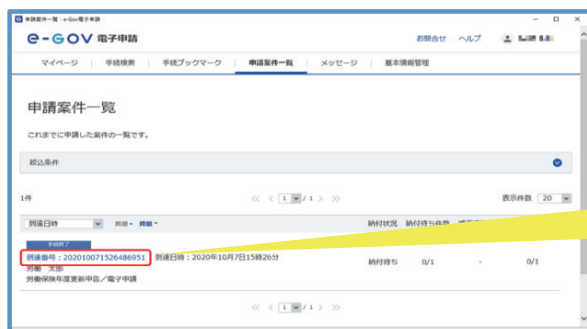 申請案件一覧 : e-Gov電子申請
e-GOV 電子申請
お問合せ ヘルプ
マイページ 手続検索 手続ブックマーク 申請案件一覧 メッセージ 基本情報管理
申請案件一覧
これまでに申請した案件の一覧です。
絞込条件
1件 1 / 1 表示件数 20
到達日時 納付状況 納付待ち件数
手続終了
到達番号：202010071526486951 到達日時：2020年10月7日15時26分
労働 太郎 納付待ち 0/1 - 0/1
労働保険年度更新申告／電子申請
1 / 1